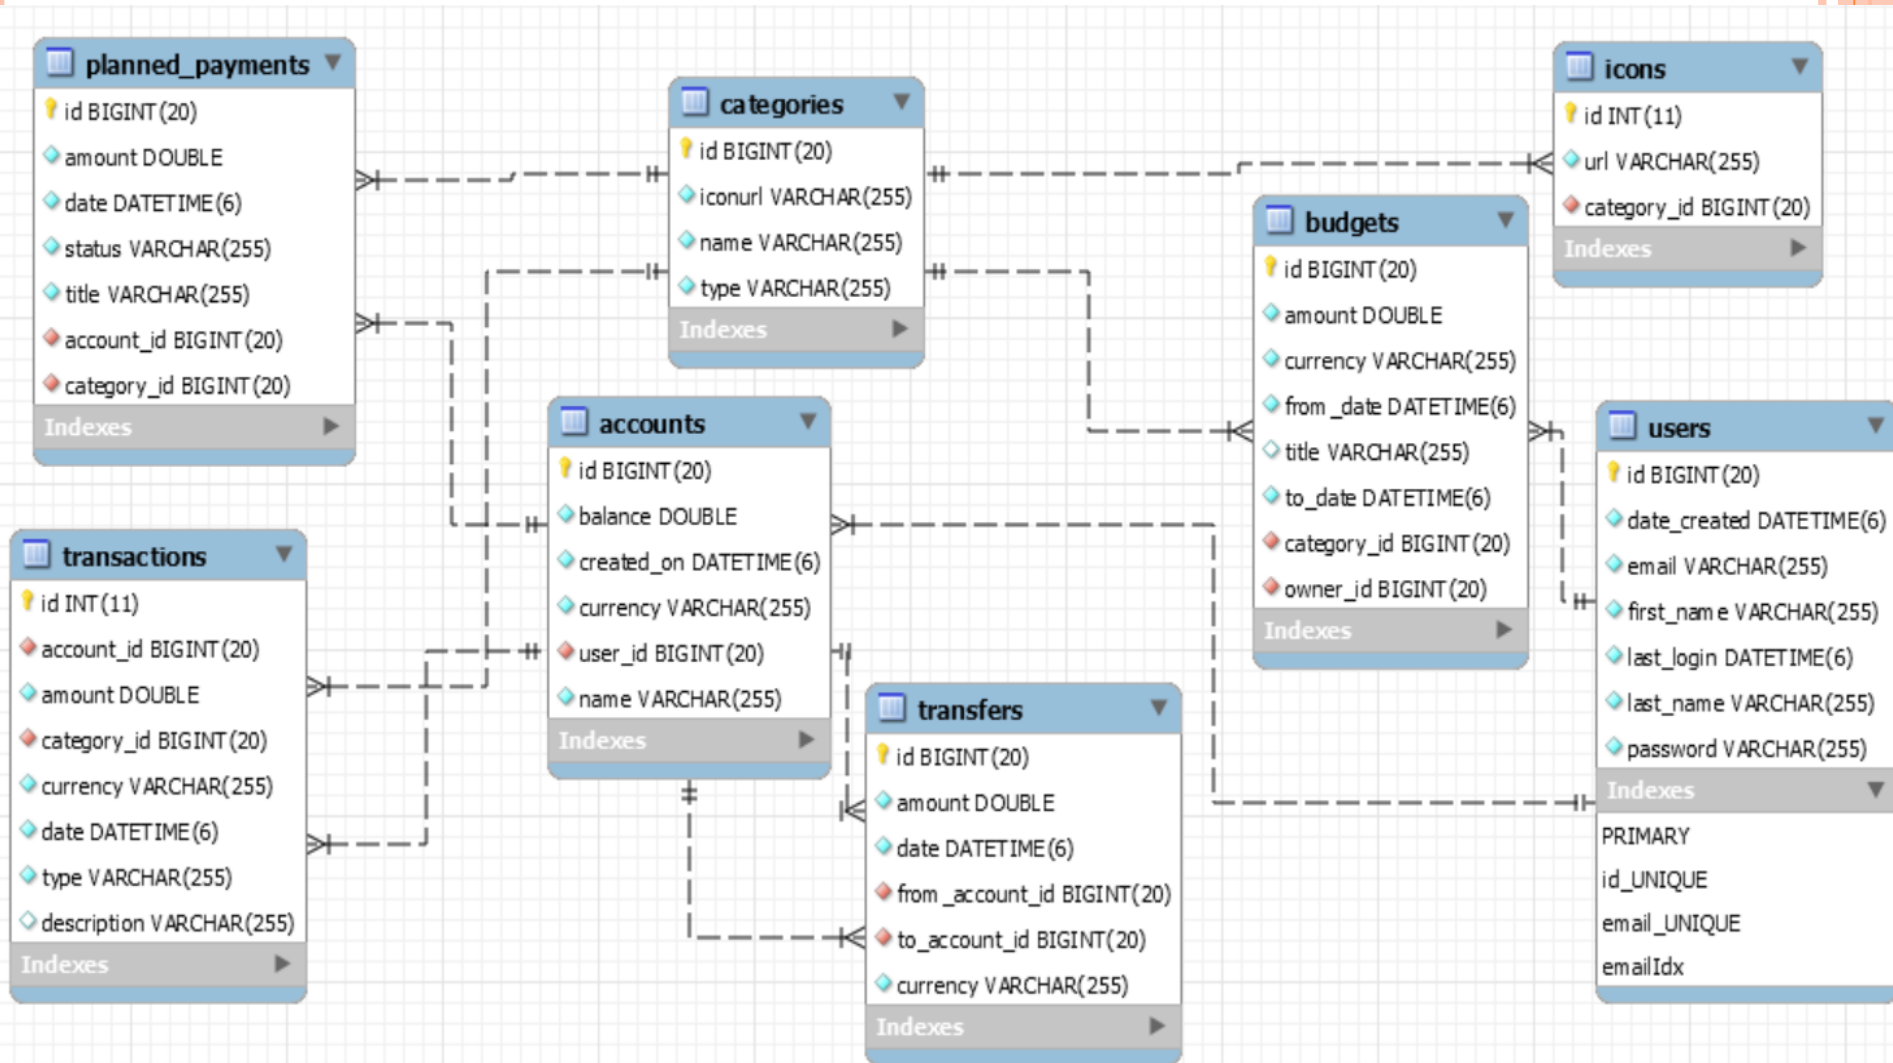 planned_payments
id BIGINT(20)
amount DOUBLE
date DATETIME(6)
status VARCHAR(255)
title VARCHAR(255)
account_id BIGINT(20)
category_id BIGINT(20)
Indexes
categories
id BIGINT(20)
iconurl VARCHAR(255)
name VARCHAR(255)
type VARCHAR(255)
Indexes
icons
id INT(11)
url VARCHAR(255)
category_id BIGINT(20)
Indexes
budgets
id BIGINT(20)
amount DOUBLE
currency VARCHAR(255)
from_date DATETIME(6)
title VARCHAR(255)
to_date DATETIME(6)
category_id BIGINT(20)
owner_id BIGINT(20)
Indexes
accounts
id BIGINT(20)
balance DOUBLE
created_on DATETIME(6)
currency VARCHAR(255)
user_id BIGINT(20)
name VARCHAR(255)
Indexes
users
id BIGINT(20)
date_created DATETIME(6)
email VARCHAR(255)
first_name VARCHAR(255)
last_login DATETIME(6)
last_name VARCHAR(255)
password VARCHAR(255)
Indexes
PRIMARY
id_UNIQUE
email_UNIQUE
emailIdx
transactions
id INT(11)
account_id BIGINT(20)
amount DOUBLE
category_id BIGINT(20)
currency VARCHAR(255)
date DATETIME(6)
type VARCHAR(255)
description VARCHAR(255)
Indexes
transfers
id BIGINT(20)
amount DOUBLE
date DATETIME(6)
from_account_id BIGINT(20)
to_account_id BIGINT(20)
currency VARCHAR(255)
Indexes